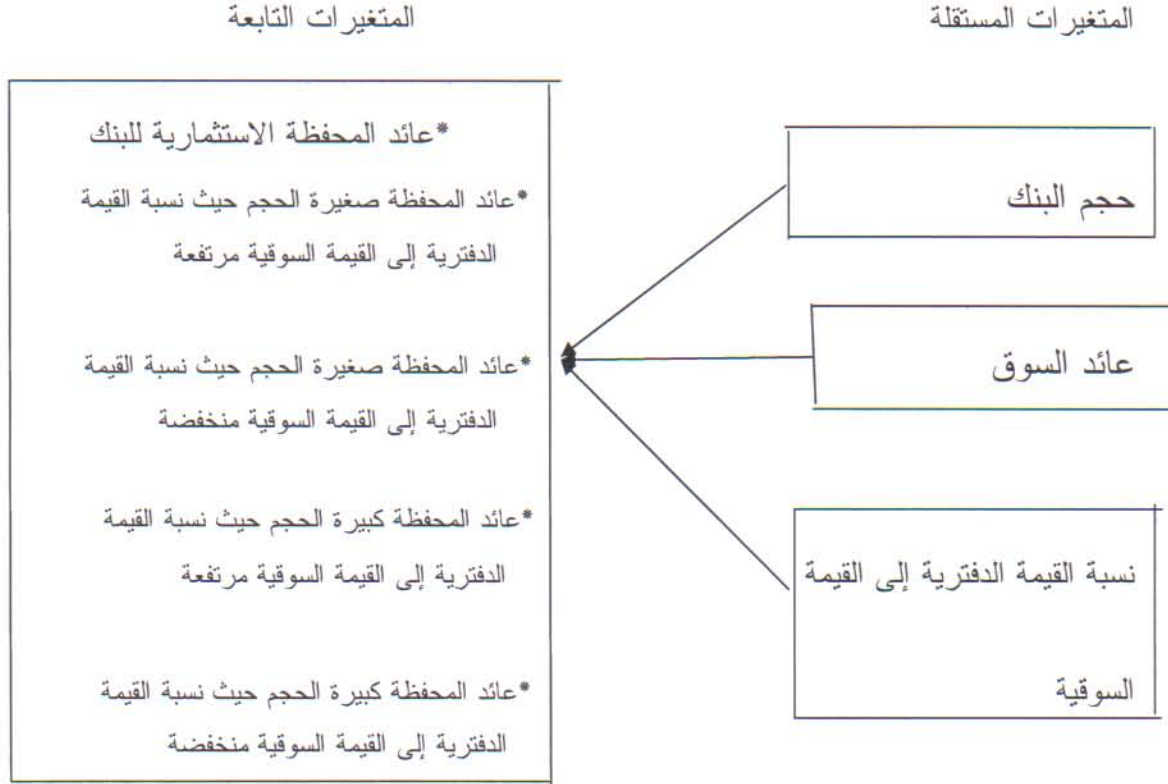 المتغيرات المستقلة
المتغيرات التابعة
حجم البنك
عائد السوق
نسبة القيمة الدفترية إلى القيمة
السوقية
*عائد المحفظة الاستثمارية للبنك
*عائد المحفظة صغيرة الحجم حيث نسبة القيمة
الدفترية إلى القيمة السوقية مرتفعة
*عائد المحفظة صغيرة الحجم حيث نسبة القيمة
الدفترية إلى القيمة السوقية منخفضة
*عائد المحفظة كبيرة الحجم حيث نسبة القيمة
الدفترية إلى القيمة السوقية مرتفعة
*عائد المحفظة كبيرة الحجم حيث نسبة القيمة
الدفترية إلى القيمة السوقية منخفضة